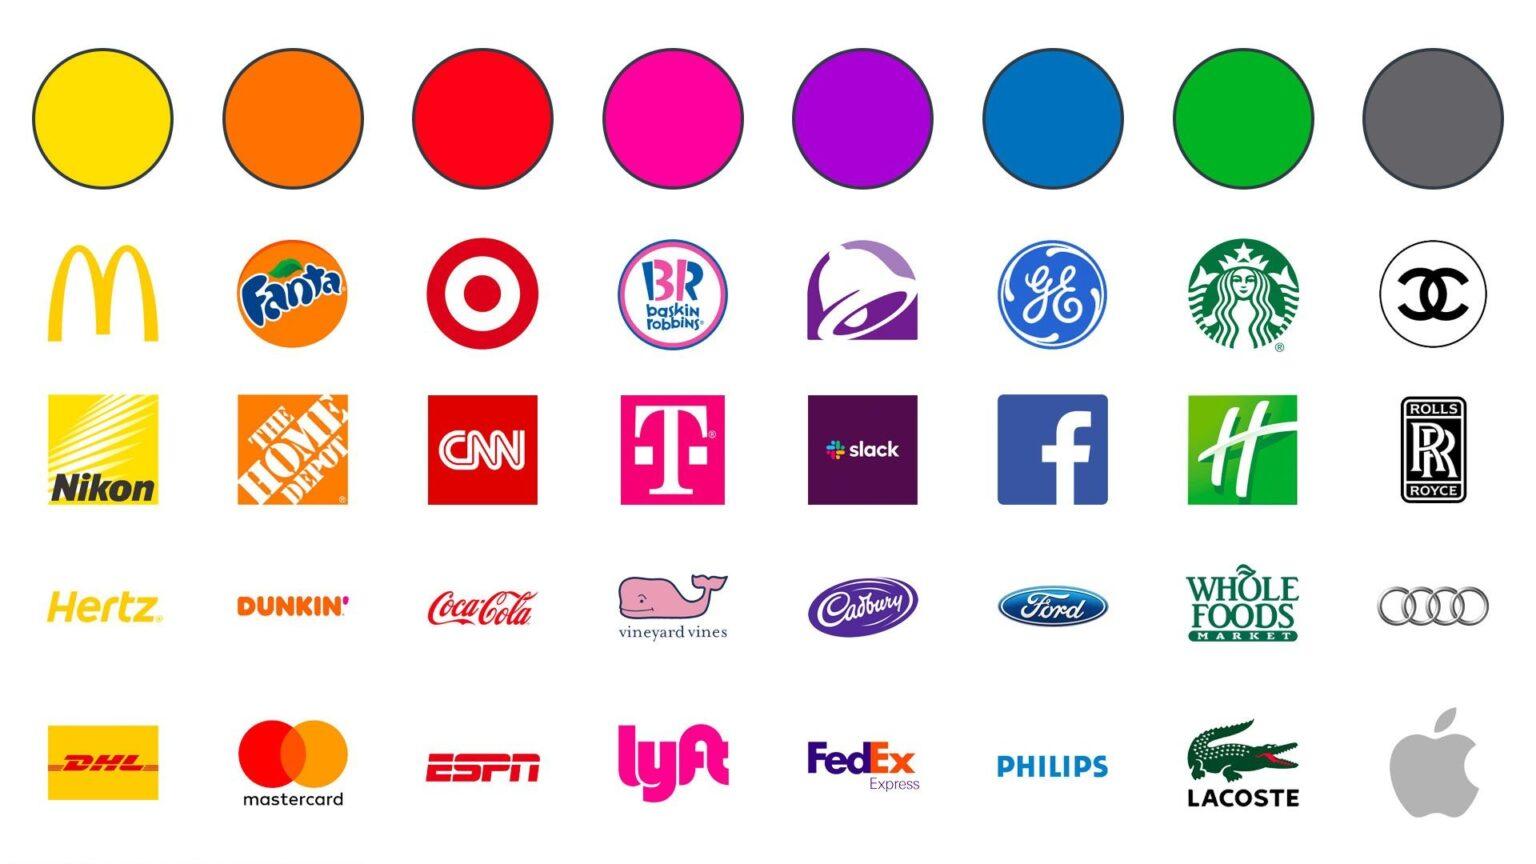 Fanta
BR
baskin
robbins®
GE
®
Nikon
THE
HOME
DEPOT
®
CNN
T
®
slack
f
H
ROLLS
RR
ROYCE
Hertz®
DUNKIN'
Coca-Cola
vineyard vines
Cadbury
Ford
WHOLE
FOODS
MARKET
DHL
mastercard
ESPN
lyft
FedEx
Express
PHILIPS
LACOSTE